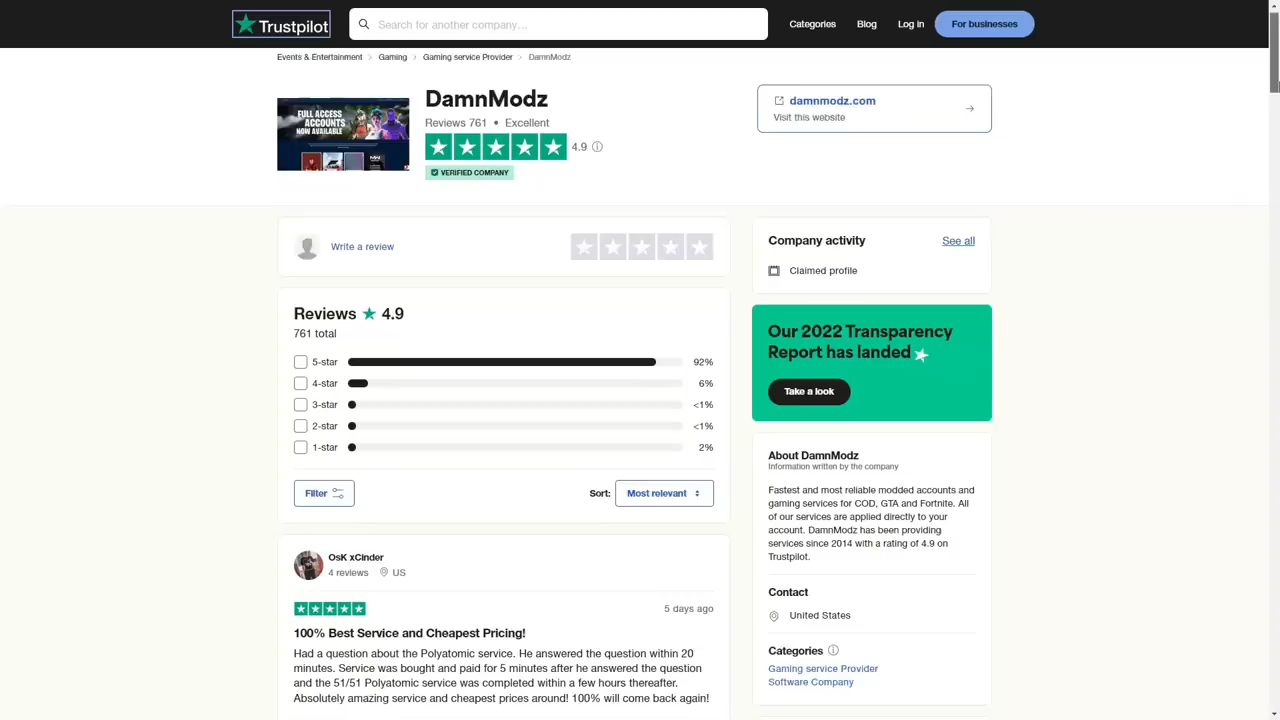 Trustpilot
Search for another company…
Categories
Blog
Log in
For businesses
Events & Entertainment
Gaming
Gaming service Provider
DamnModz
FULL ACCESS
ACCOUNTS
NOW AVAILABLE
DamnModz
Reviews 761 • Excellent
4.9
VERIFIED COMPANY
damnmodz.com
Visit this website
Write a review
Company activity
See all
Claimed profile
Reviews ★ 4.9
761 total
5-star 92%
4-star 6%
3-star <1%
2-star <1%
1-star 2%
Filter
Sort: Most relevant
Our 2022 Transparency
Report has landed
Take a look
About DamnModz
Information written by the company
Fastest and most reliable modded accounts and
gaming services for COD, GTA and Fortnite. All
of our services are applied directly to your
account. DamnModz has been providing
services since 2014 with a rating of 4.9 on
Trustpilot.
Contact
United States
Categories
Gaming service Provider
Software Company
OsK xCinder
4 reviews US
5 days ago
100% Best Service and Cheapest Pricing!
Had a question about the Polyatomic service. He answered the question within 20
minutes. Service was bought and paid for 5 minutes after he answered the question
and the 51/51 Polyatomic service was completed within a few hours thereafter.
Absolutely amazing service and cheapest prices around! 100% will come back again!